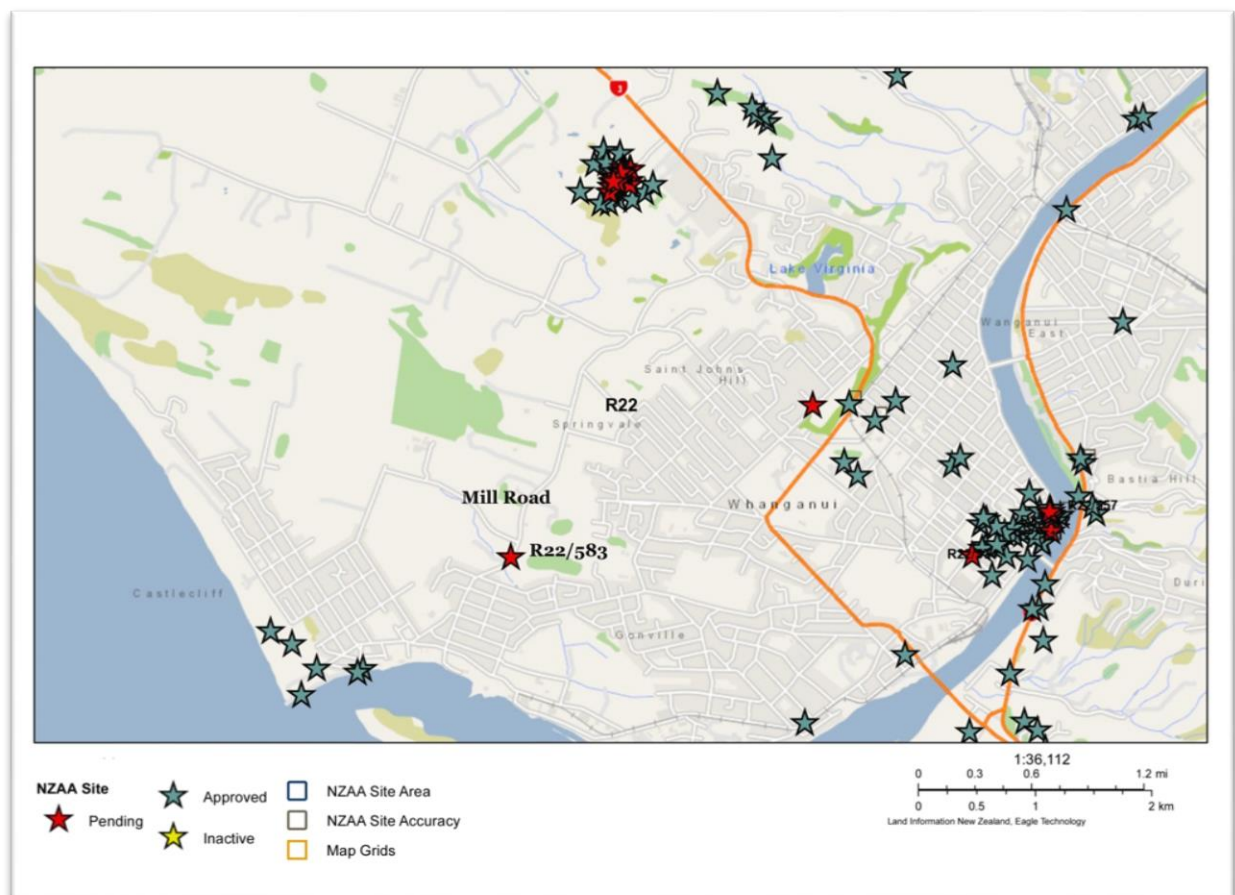 3
Lake Virginia
Wanganui
East
Saint Johns
Hill
R22
Springvale
Mill Road
Bastia Hill
Whanganui
R22/583
Castlecliff
Duri
Gonville
1:36,112
0 0.3 0.6 1.2 mi
0 0.5 1 2 km
Land Information New Zealand, Eagle Technology
NZAA Site
Pending
Approved
Inactive
NZAA Site Area
NZAA Site Accuracy
Map Grids